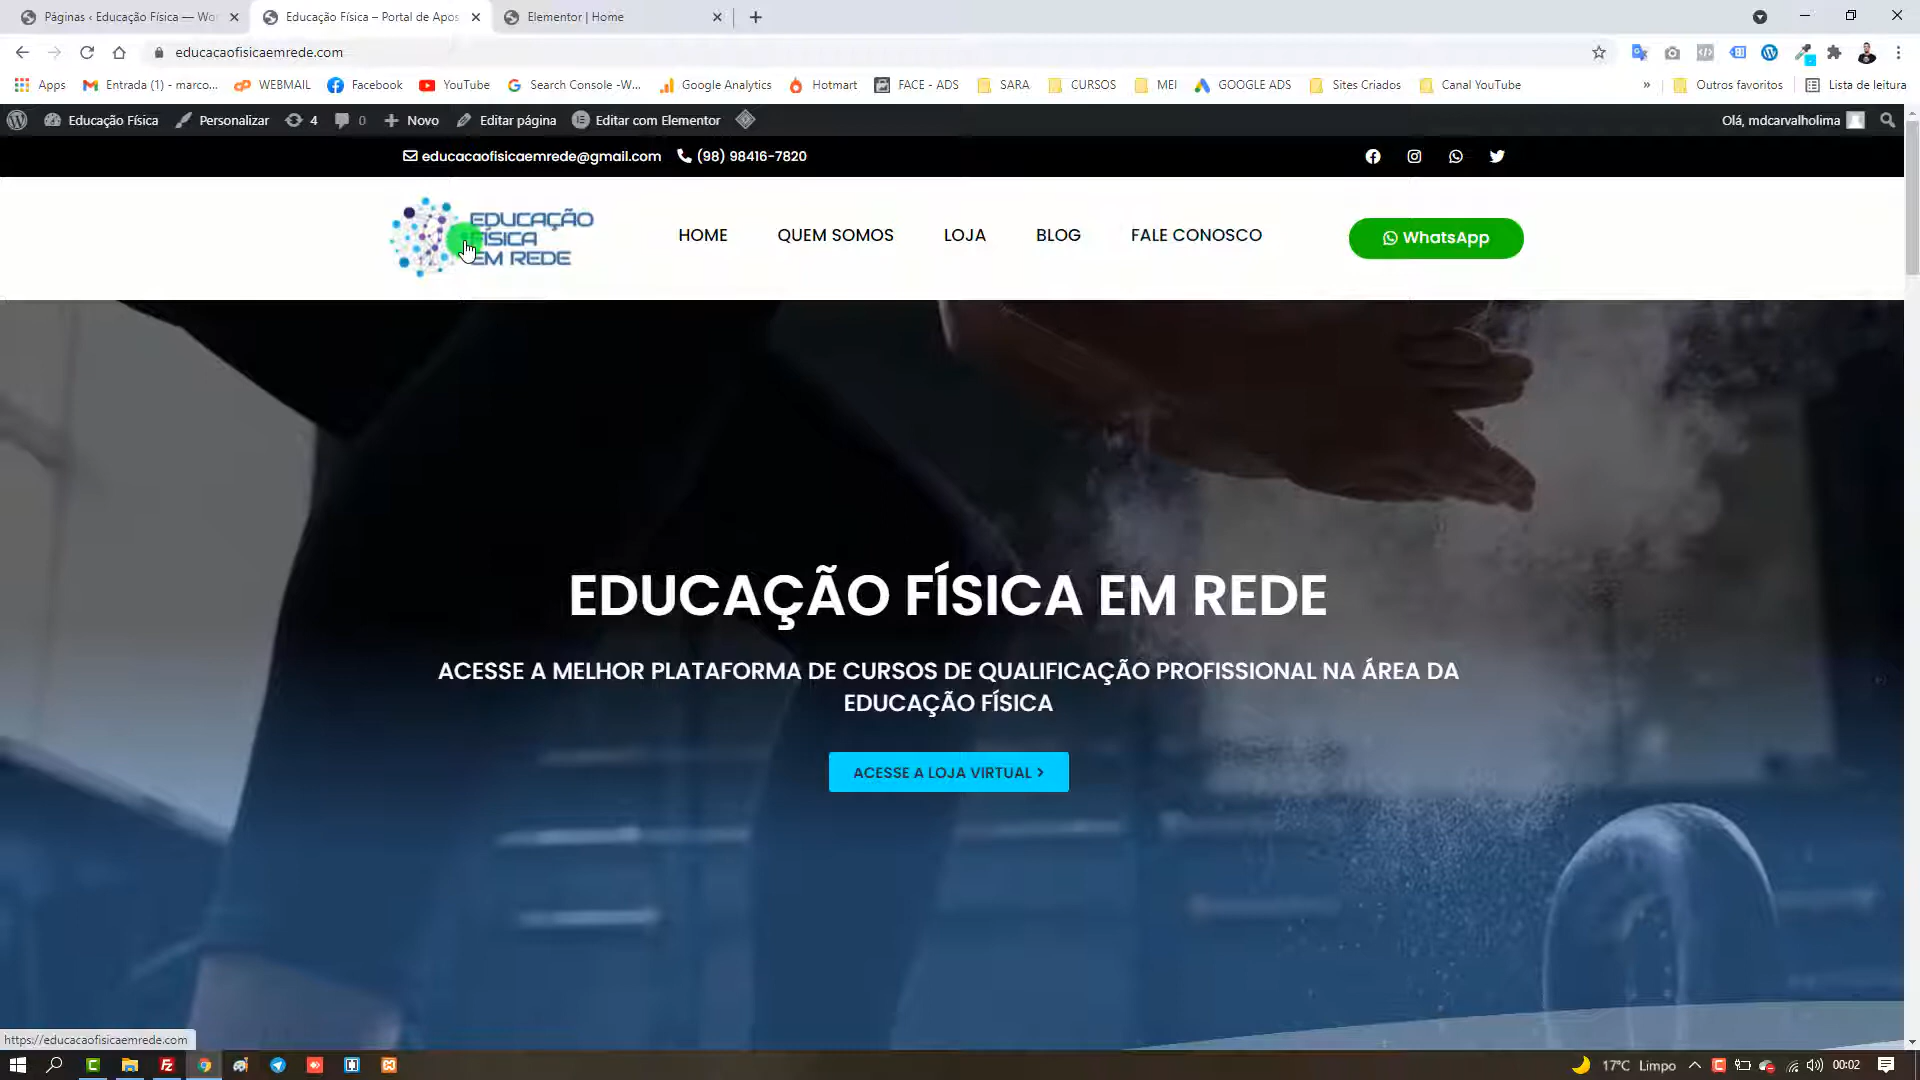 Páginas ‹ Educação Física — Wo
Educação Física – Portal de Apos
Elementor | Home
educacaofisicaemrede.com
Apps
Entrada (1) - marco...
WEBMAIL
Facebook
YouTube
Search Console -W...
Google Analytics
Hotmart
FACE - ADS
SARA
CURSOS
MEI
GOOGLE ADS
Sites Criados
Canal YouTube
»
Outros favoritos
Lista de leitura
Educação Física
Personalizar
4
0
Novo
Editar página
Editar com Elementor
Olá, mdcarvalholima
educacaofisicaemrede@gmail.com
(98) 98416-7820
EDUCAÇÃO
FÍSICA
EM REDE
HOME
QUEM SOMOS
LOJA
BLOG
FALE CONOSCO
WhatsApp
EDUCAÇÃO FÍSICA EM REDE
ACESSE A MELHOR PLATAFORMA DE CURSOS DE QUALIFICAÇÃO PROFISSIONAL NA ÁREA DA
EDUCAÇÃO FÍSICA
ACESSE A LOJA VIRTUAL >
https://educacaofisicaemrede.com
17°C Limpo
00:02